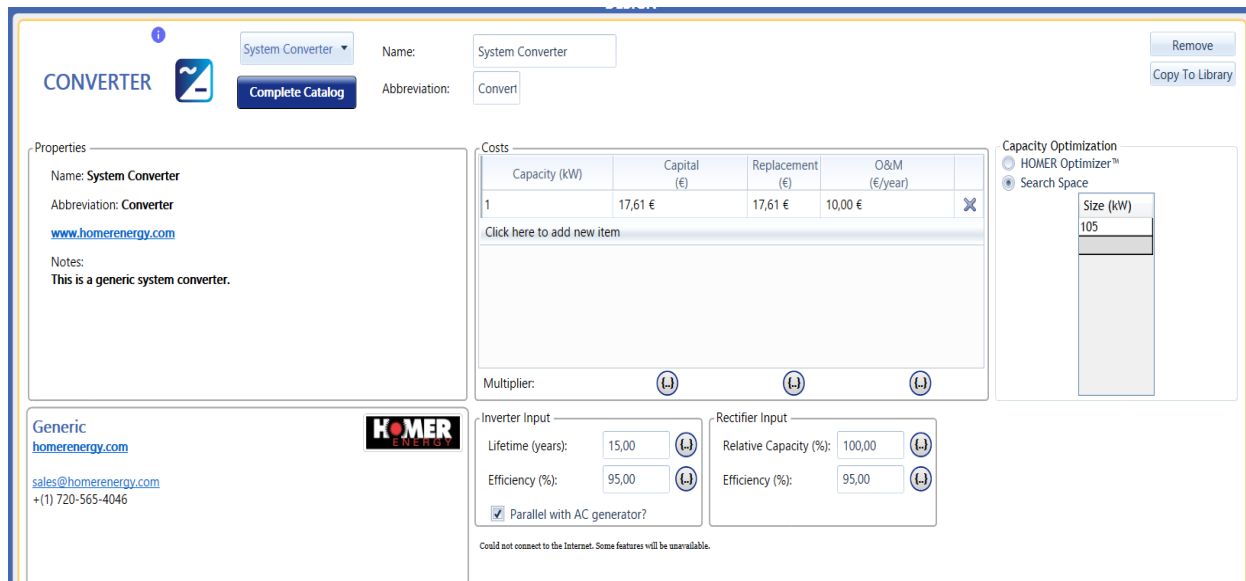 System Converter
Name:
System Converter
Remove
CONVERTER
Complete Catalog
Abbreviation:
Convert
Copy To Library
Properties
Name: System Converter
Abbreviation: Converter
www.homerenergy.com
Notes:
This is a generic system converter.
Costs
Capacity (kW)
Capital
(€)
Replacement
(€)
O&M
(€/year)
1
17,61 €
17,61 €
10,00 €
Click here to add new item
Multiplier:
{..}
{..}
{..}
Capacity Optimization
HOMER Optimizer™
Search Space
Size (kW)
105
Generic
homerenergy.com
HOMER
ENERGY
sales@homerenergy.com
+(1) 720-565-4046
Inverter Input
Lifetime (years):
15,00
{..}
Efficiency (%):
95,00
{..}
Parallel with AC generator?
Rectifier Input
Relative Capacity (%):
100,00
{..}
Efficiency (%):
95,00
{..}
Could not connect to the Internet. Some features will be unavailable.